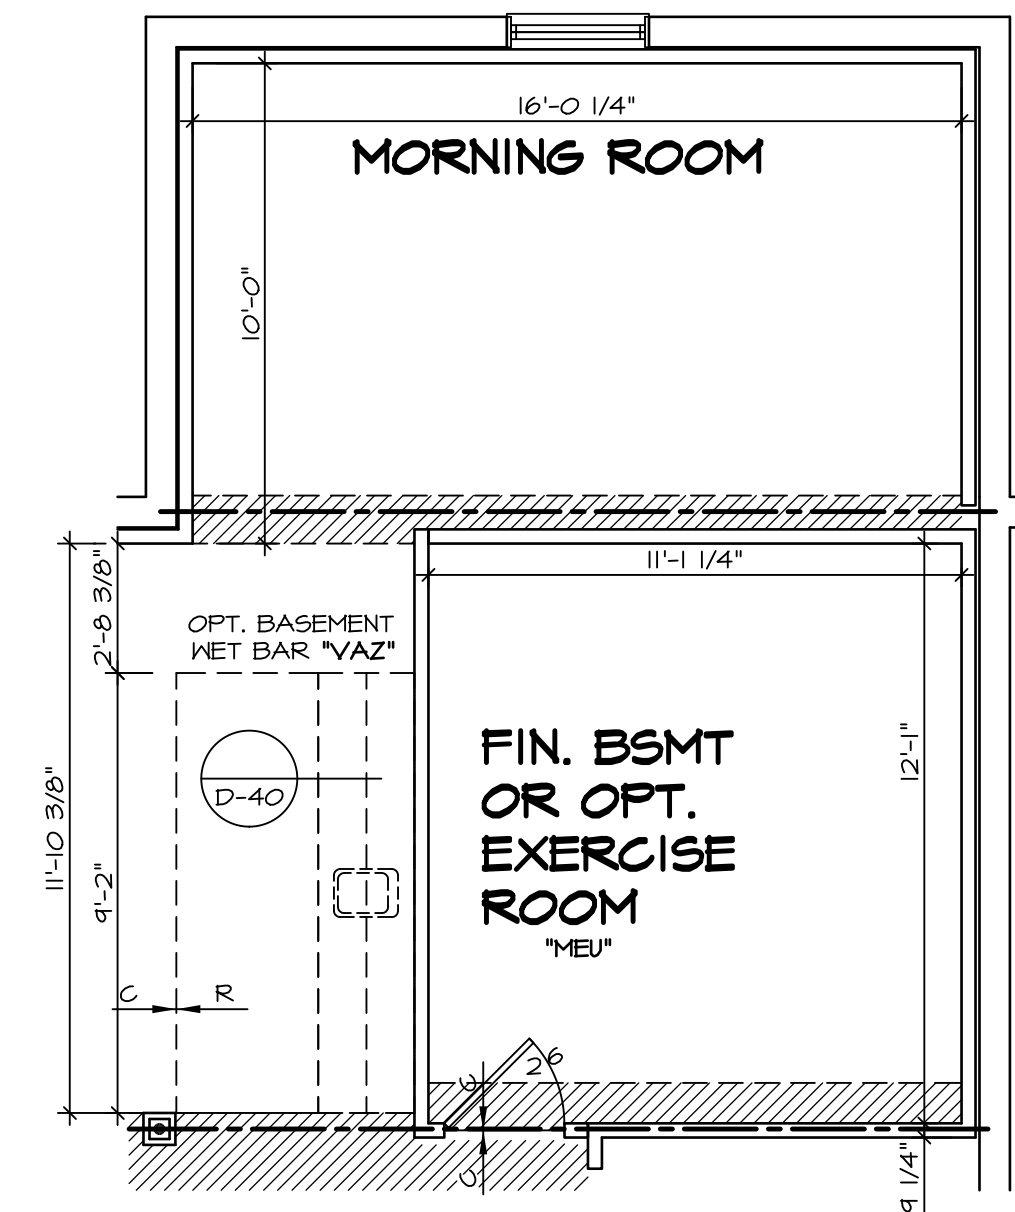 16'-0 1/4"
MORNING ROOM
10'-0"
11'-1 1/4"
2'-8 3/8"
OPT. BASEMENT
WET BAR "VAZ"
FIN. BSMT
OR OPT.
EXERCISE
ROOM
"MEU"
12'-1"
D-40
11'-10 3/8"
9'-2"
C
R
2 6
C
C
9 1/4"